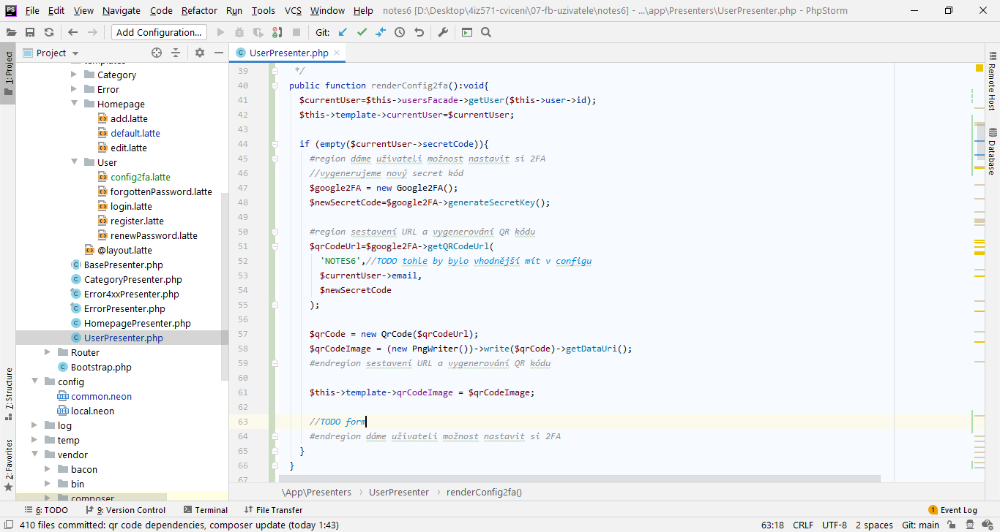 PS File Edit View Navigate Code Refactor Run Tools VCS Window Help notes6 [D:\Desktop\4iz571-cviceni\07-fb-uzivatele\notes6] - ...\app\Presenters\UserPresenter.php - PhpStorm
Add Configuration... Git:
Project
UserPresenter.php
1: Project
7: Structure
2: Favorites
templates
Category
Error
Homepage
add.latte
default.latte
edit.latte
User
config2fa.latte
forgottenPassword.latte
login.latte
register.latte
renewPassword.latte
@layout.latte
BasePresenter.php
CategoryPresenter.php
Error4xxPresenter.php
ErrorPresenter.php
HomepagePresenter.php
UserPresenter.php
Router
Bootstrap.php
config
common.neon
local.neon
log
temp
vendor
bacon
bin
composer
39 */
40 public function renderConfig2fa():void{
41 $currentUser=$this->usersFacade->getUser($this->user->id);
42 $this->template->currentUser=$currentUser;
43
44 if (empty($currentUser->secretCode)){
45 #region dáme uživateli možnost nastavit si 2FA
46 //vygenerujeme nový secret kód
47 $google2FA = new Google2FA();
48 $newSecretCode=$google2FA->generateSecretKey();
49
50 #region sestavení URL a vygenerování QR kódu
51 $qrCodeUrl=$google2FA->getQRCodeUrl(
52 'NOTES6',//TODO tohle by bylo vhodnější mít v configu
53 $currentUser->email,
54 $newSecretCode
55 );
56
57 $qrCode = new QrCode($qrCodeUrl);
58 $qrCodeImage = (new PngWriter())->write($qrCode)->getDataUri();
59 #endregion sestavení URL a vygenerování QR kódu
60
61 $this->template->qrCodeImage = $qrCodeImage;
62
63 //TODO form
64 #endregion dáme uživateli možnost nastavit si 2FA
65 }
66 }
67
Remote Host
Database
\App\Presenters › UserPresenter › renderConfig2fa()
6: TODO 9: Version Control Terminal File Transfer 1 Event Log
410 files committed: qr code dependencies, composer update (today 1:43) 63:18 CRLF UTF-8 2 spaces Git: main